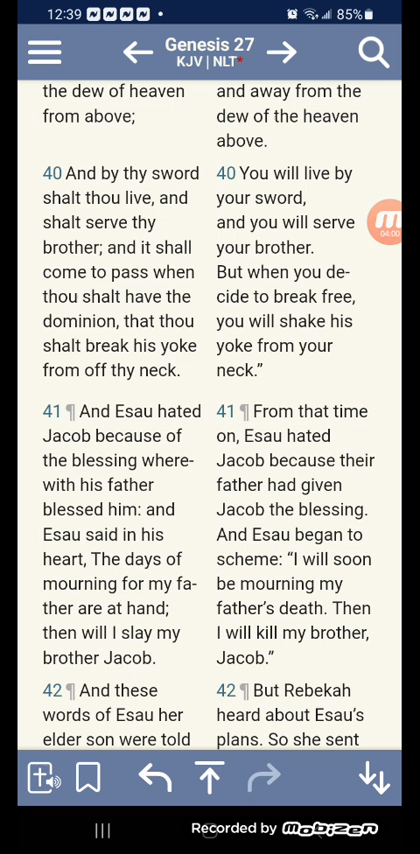 12:39 85%
Genesis 27
KJV | NLT*
the dew of heaven
from above;
40 And by thy sword
shalt thou live, and
shalt serve thy
brother; and it shall
come to pass when
thou shalt have the
dominion, that thou
shalt break his yoke
from off thy neck.
41 ¶ And Esau hated
Jacob because of
the blessing where-
with his father
blessed him: and
Esau said in his
heart, The days of
mourning for my fa-
ther are at hand;
then will I slay my
brother Jacob.
42 ¶ And these
words of Esau her
elder son were told
and away from the
dew of the heaven
above.
40 You will live by
your sword,
and you will serve
your brother.
But when you de-
cide to break free,
you will shake his
yoke from your
neck.”
41 ¶ From that time
on, Esau hated
Jacob because their
father had given
Jacob the blessing.
And Esau began to
scheme: “I will soon
be mourning my
father’s death. Then
I will kill my brother,
Jacob.”
42 ¶ But Rebekah
heard about Esau’s
plans. So she sent
04:00
Recorded by mobizen